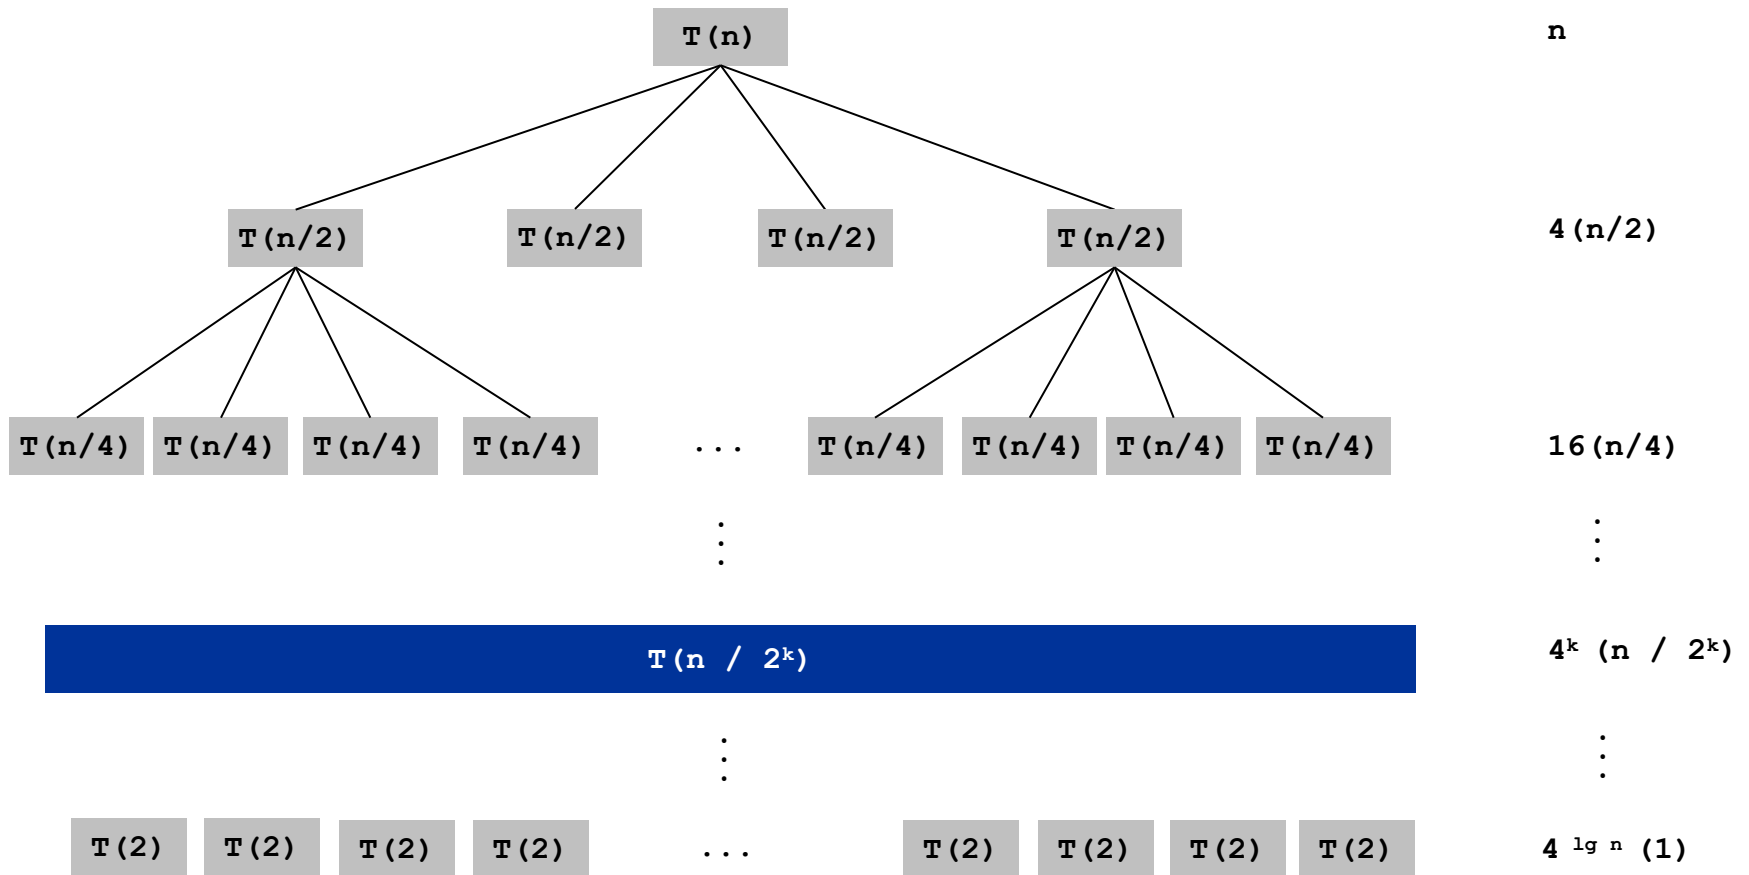 T(n) n
T(n/2) T(n/2) T(n/2) T(n/2) 4(n/2)
T(n/4) T(n/4) T(n/4) T(n/4) ... T(n/4) T(n/4) T(n/4) T(n/4) 16(n/4)
T(n / 2ᵏ) 4ᵏ (n / 2ᵏ)
T(2) T(2) T(2) T(2) ... T(2) T(2) T(2) T(2) 4 ˡᵍ ⁿ (1)